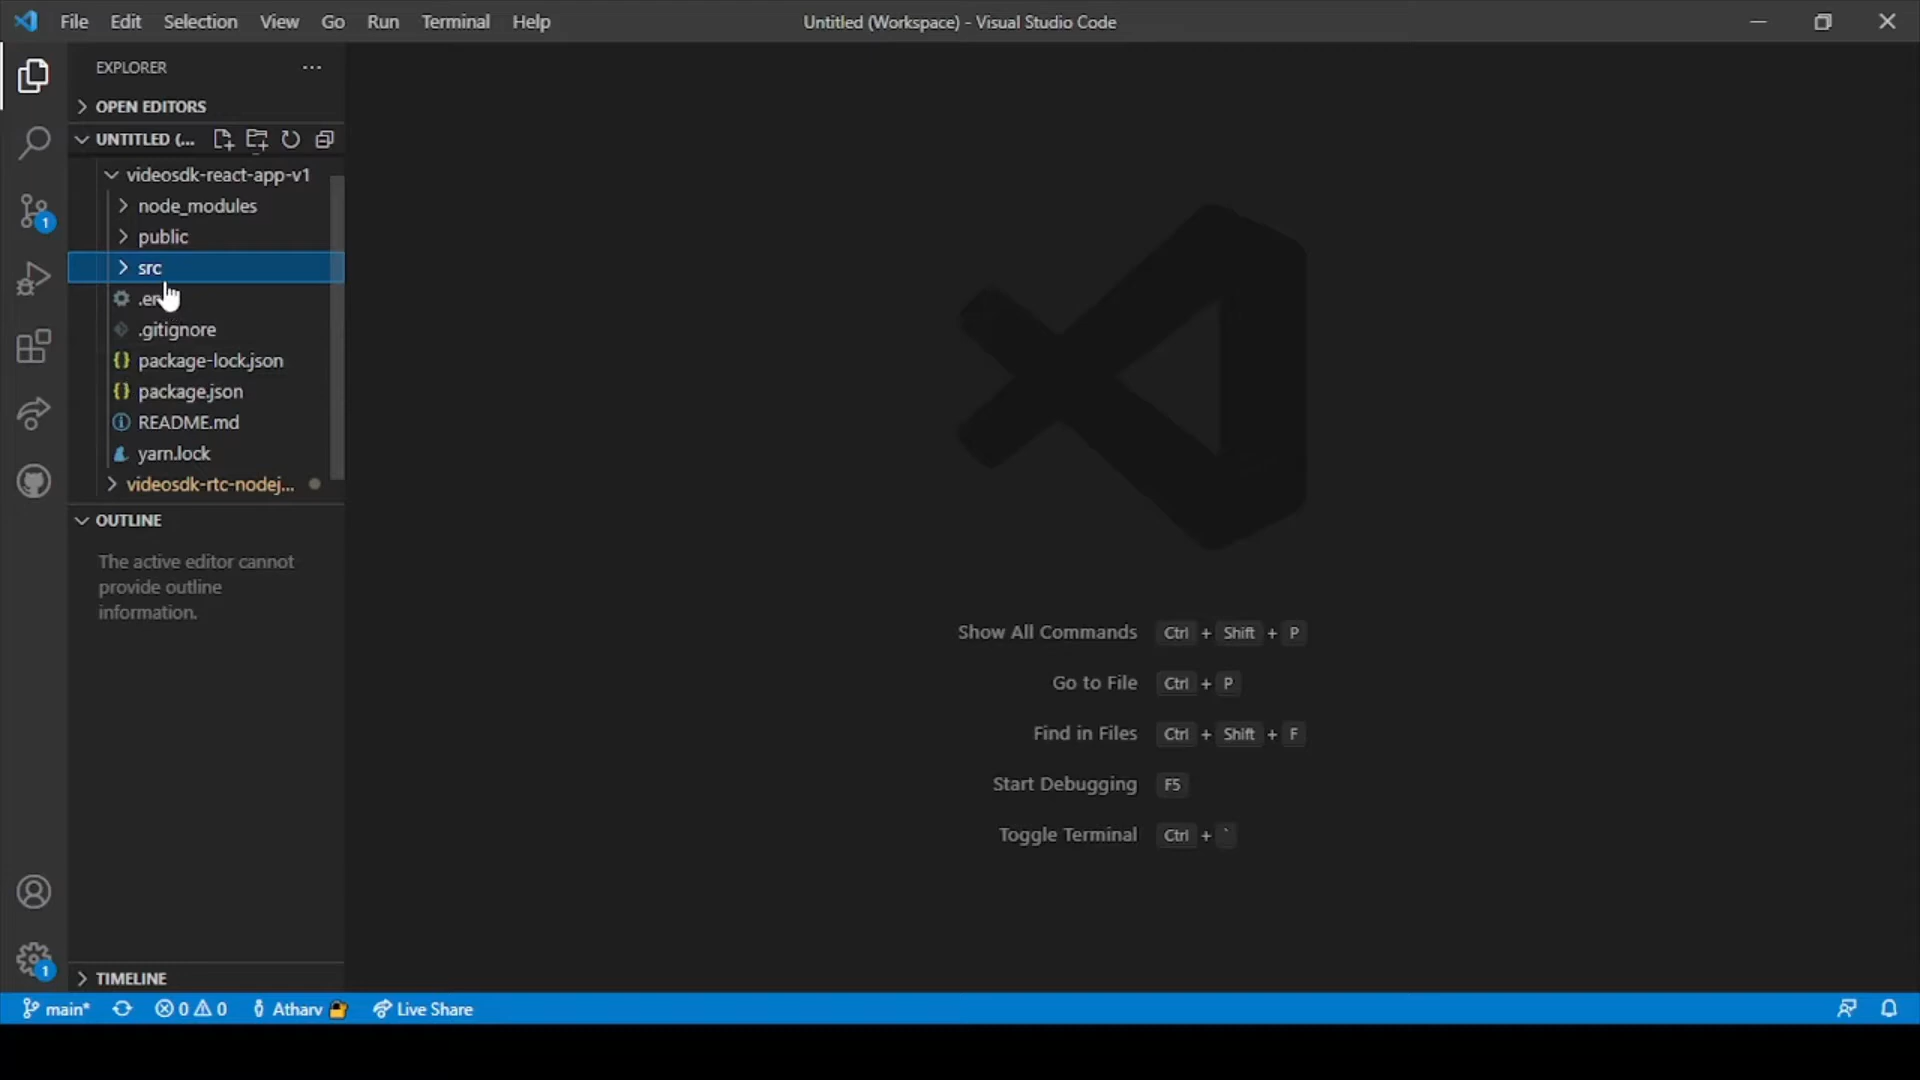 File Edit Selection View Go Run Terminal Help
Untitled (Workspace) - Visual Studio Code
EXPLORER
OPEN EDITORS
UNTITLED (...
videosdk-react-app-v1
node_modules
public
src
.gitignore
package-lock.json
package.json
README.md
yarn.lock
videosdk-rtc-nodej...
OUTLINE
The active editor cannot
provide outline
information.
TIMELINE
Show All Commands Ctrl + Shift + P
Go to File Ctrl + P
Find in Files Ctrl + Shift + F
Start Debugging F5
Toggle Terminal Ctrl + `
1
1
main* 0 0 Atharv Live Share